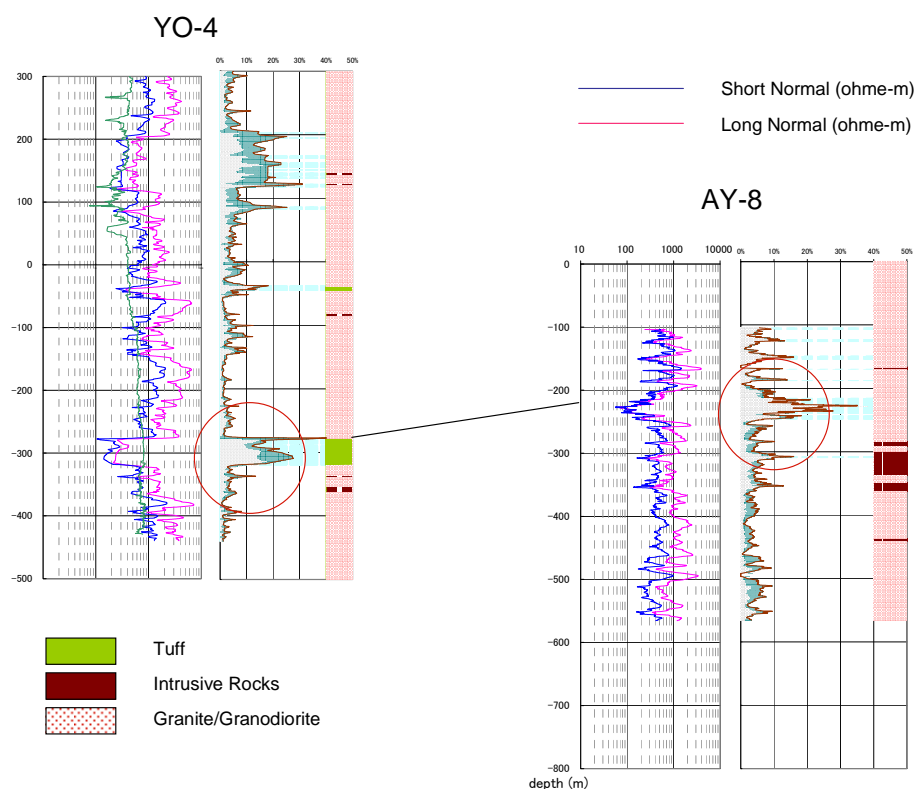 YO-4
0% 10% 20% 30% 40% 50%
300
200
100
0
-100
-200
-300
-400
-500
Short Normal (ohme-m)
Long Normal (ohme-m)
AY-8
10 100 1000 10000
0% 10% 20% 30% 40% 50%
0
-100
-200
-300
-400
-500
-600
-700
-800
depth (m)
Tuff
Intrusive Rocks
Granite/Granodiorite